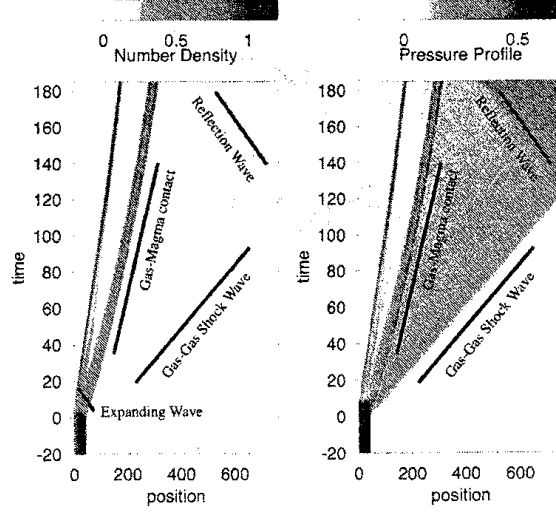 0 0.5 1
Number Density
180
160
140
120
100
80
60
40
20
0
-20
time
Reflection Wave
Gas-Magma contact
Gas-Gas Shock Wave
Expanding Wave
0 200 400 600
position
0 0.5 1
Pressure Profile
180
160
140
120
100
80
60
40
20
0
-20
time
Reflection Wave
Gas-Magma contact
Gas-Gas Shock Wave
0 200 400 600
position